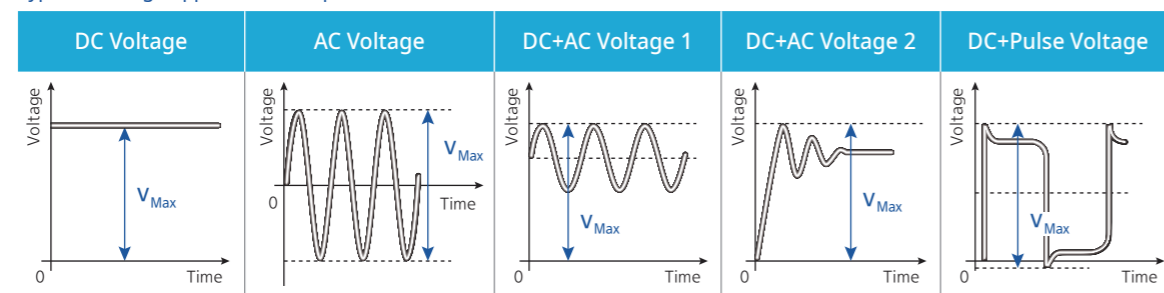 DC Voltage
AC Voltage
DC+AC Voltage 1
DC+AC Voltage 2
DC+Pulse Voltage
Voltage
VMax
0
Time
Voltage
VMax
0
Time
Voltage
VMax
0
Time
Voltage
VMax
0
Time
Voltage
VMax
0
Time